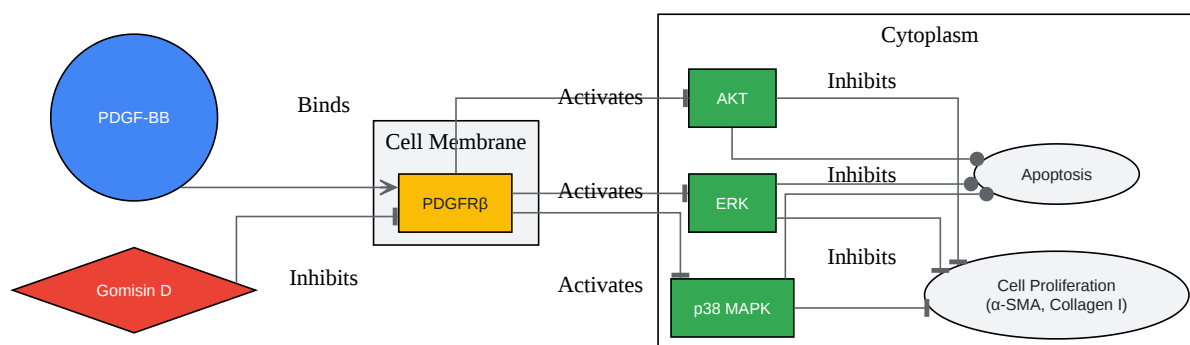 Cytoplasm
PDGF-BB
Binds
Activates
AKT
Inhibits
Cell Membrane
PDGFRβ
Activates
ERK
Inhibits
Apoptosis
Gomisin D
Inhibits
Activates
p38 MAPK
Inhibits
Cell Proliferation
(α-SMA, Collagen I)